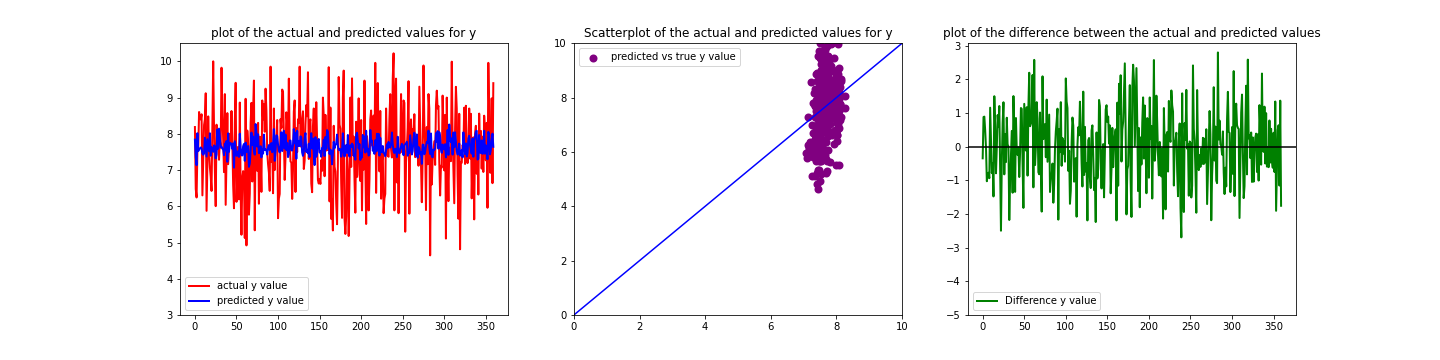 plot of the actual and predicted values for y
10
9
8
7
6
5
4
3
actual y value
predicted y value
0 50 100 150 200 250 300 350
Scatterplot of the actual and predicted values for y
predicted vs true y value
10
8
6
4
2
0
0 2 4 6 8 10
plot of the difference between the actual and predicted values
3
2
1
0
−1
−2
−3
−4
−5
Difference y value
0 50 100 150 200 250 300 350